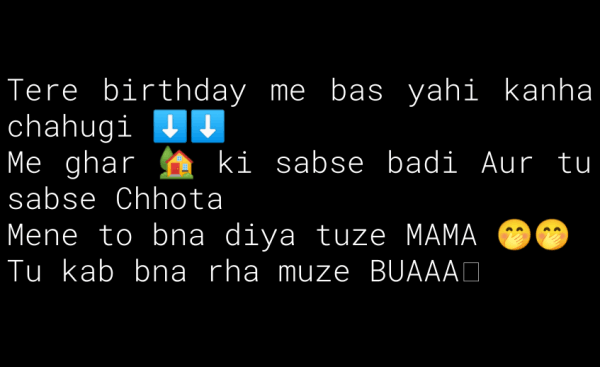 Tere birthday me bas yahi kanha
chahugi ⬇️⬇️
Me ghar 🏡 ki sabse badi Aur tu
sabse Chhota
Mene to bna diya tuze MAMA 🤭🤭
Tu kab bna rha muze BUAAA